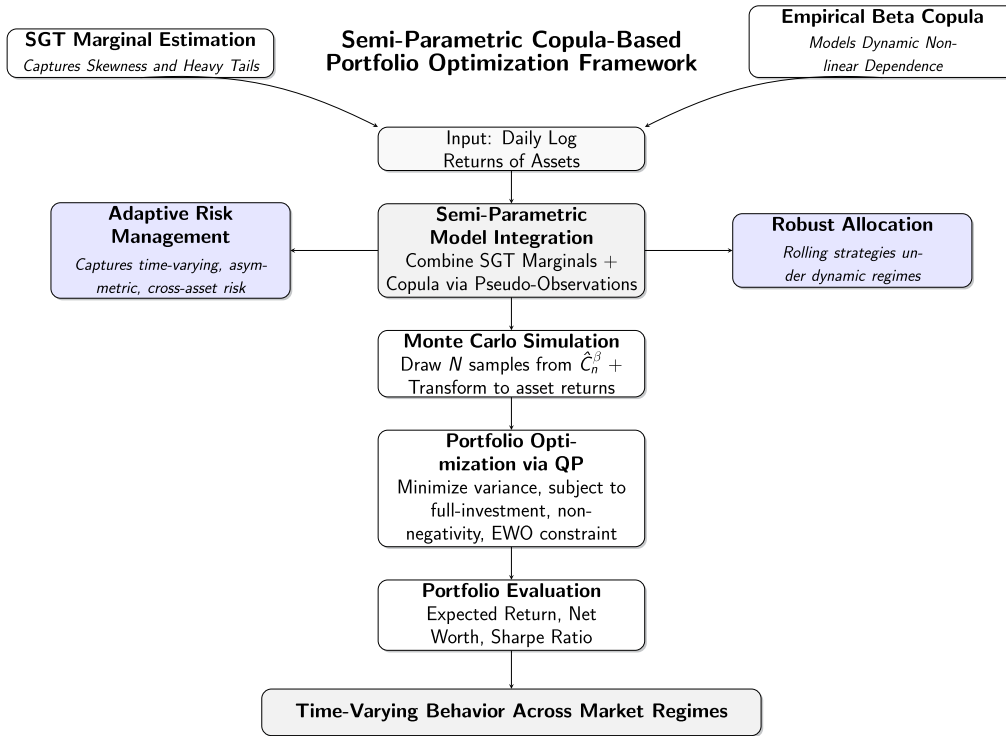 Semi-Parametric Copula-Based
Portfolio Optimization Framework
SGT Marginal Estimation
Captures Skewness and Heavy Tails
Empirical Beta Copula
Models Dynamic Non-
linear Dependence
Input: Daily Log
Returns of Assets
Adaptive Risk
Management
Captures time-varying, asym-
metric, cross-asset risk
Semi-Parametric
Model Integration
Combine SGT Marginals +
Copula via Pseudo-Observations
Robust Allocation
Rolling strategies un-
der dynamic regimes
Monte Carlo Simulation
Draw N samples from Ĉₙᵝ +
Transform to asset returns
Portfolio Opti-
mization via QP
Minimize variance, subject to
full-investment, non-
negativity, EWO constraint
Portfolio Evaluation
Expected Return, Net
Worth, Sharpe Ratio
Time-Varying Behavior Across Market Regimes